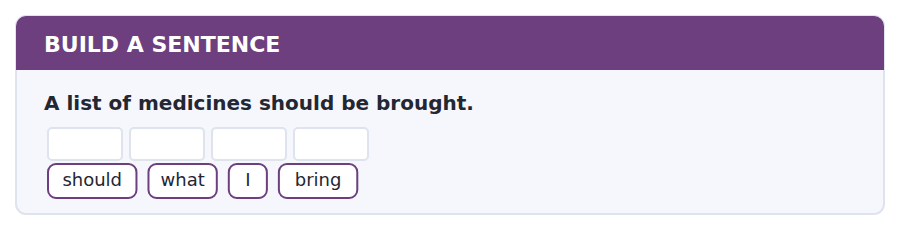 BUILD A SENTENCE
A list of medicines should be brought.
should what I bring